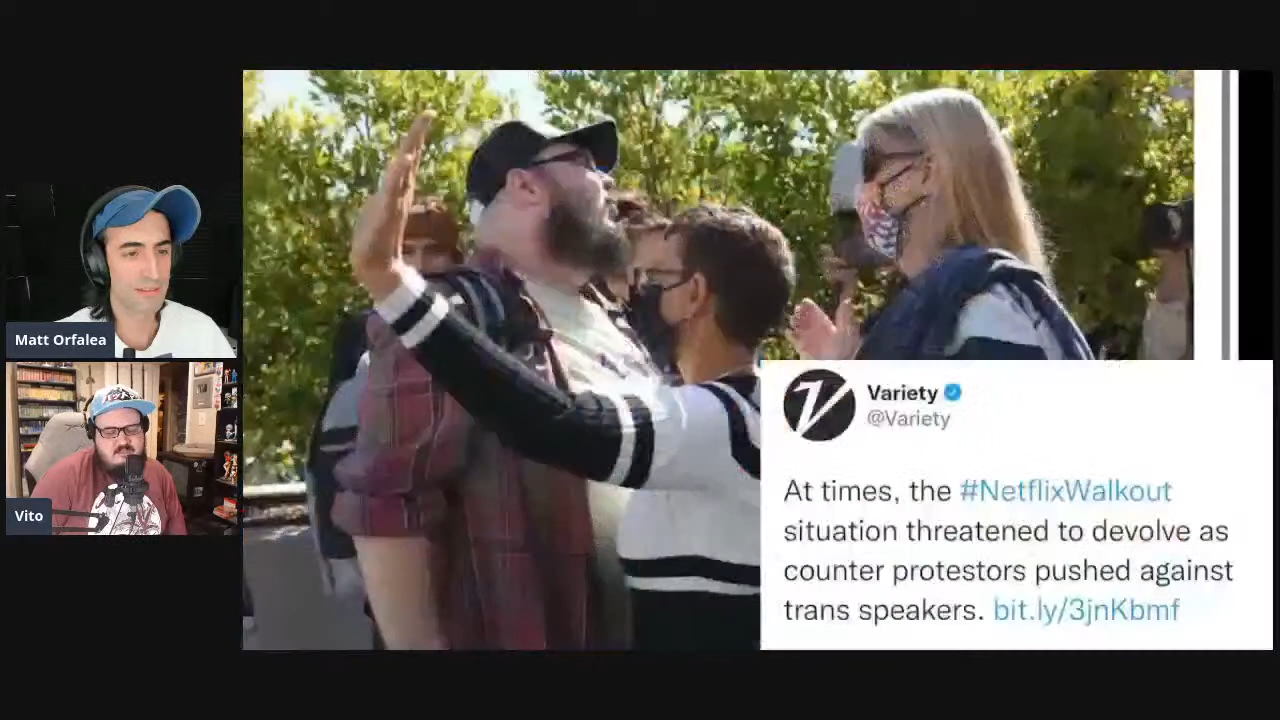 Matt Orfalea
Vito
Variety
@Variety
At times, the #NetflixWalkout
situation threatened to devolve as
counter protestors pushed against
trans speakers. bit.ly/3jnKbmf